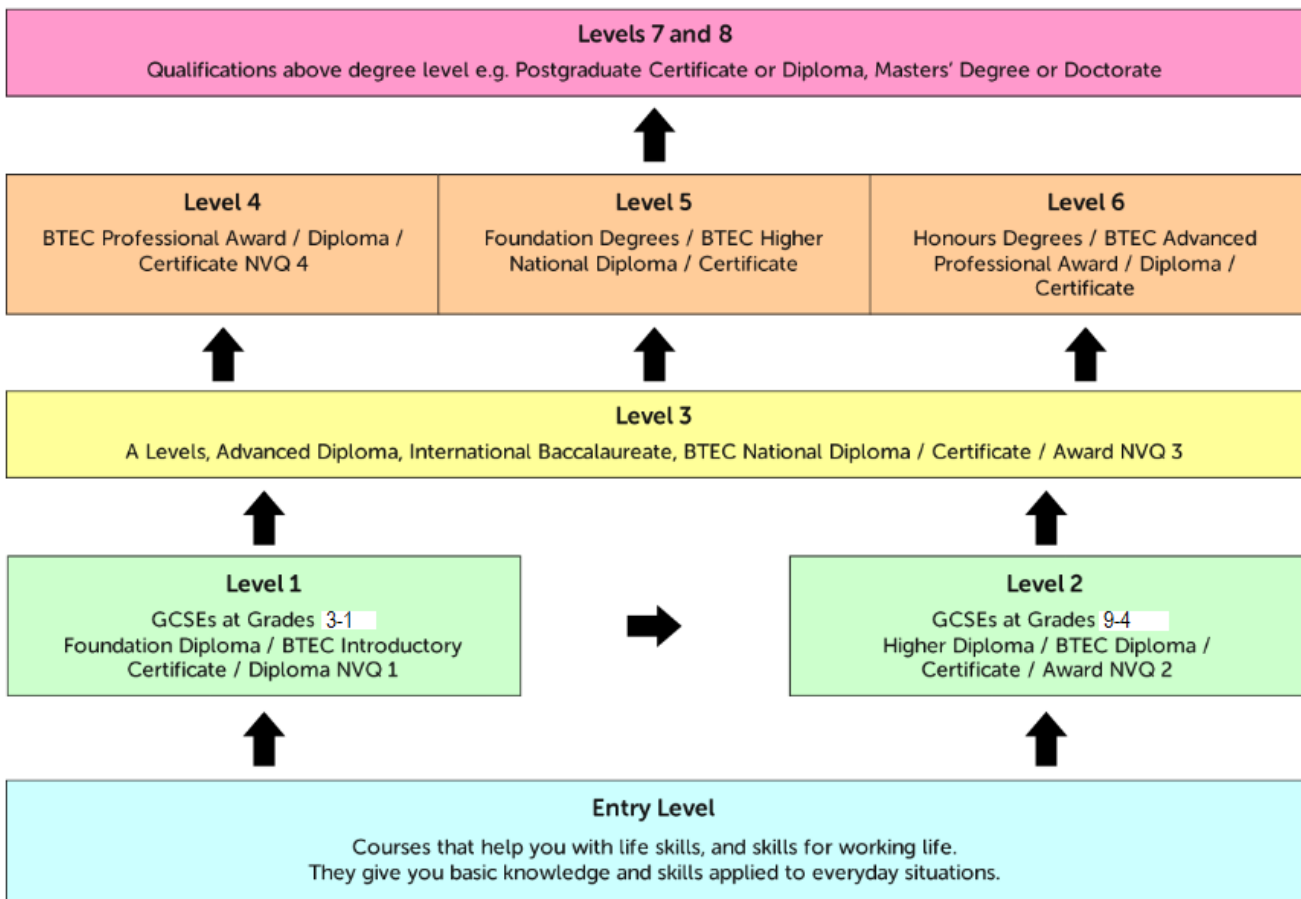 Levels 7 and 8
Qualifications above degree level e.g. Postgraduate Certificate or Diploma, Masters' Degree or Doctorate
Level 4
BTEC Professional Award / Diploma /
Certificate NVQ 4
Level 5
Foundation Degrees / BTEC Higher
National Diploma / Certificate
Level 6
Honours Degrees / BTEC Advanced
Professional Award / Diploma /
Certificate
Level 3
A Levels, Advanced Diploma, International Baccalaureate, BTEC National Diploma / Certificate / Award NVQ 3
Level 1
GCSEs at Grades 3-1
Foundation Diploma / BTEC Introductory
Certificate / Diploma NVQ 1
Level 2
GCSEs at Grades 9-4
Higher Diploma / BTEC Diploma /
Certificate / Award NVQ 2
Entry Level
Courses that help you with life skills, and skills for working life.
They give you basic knowledge and skills applied to everyday situations.